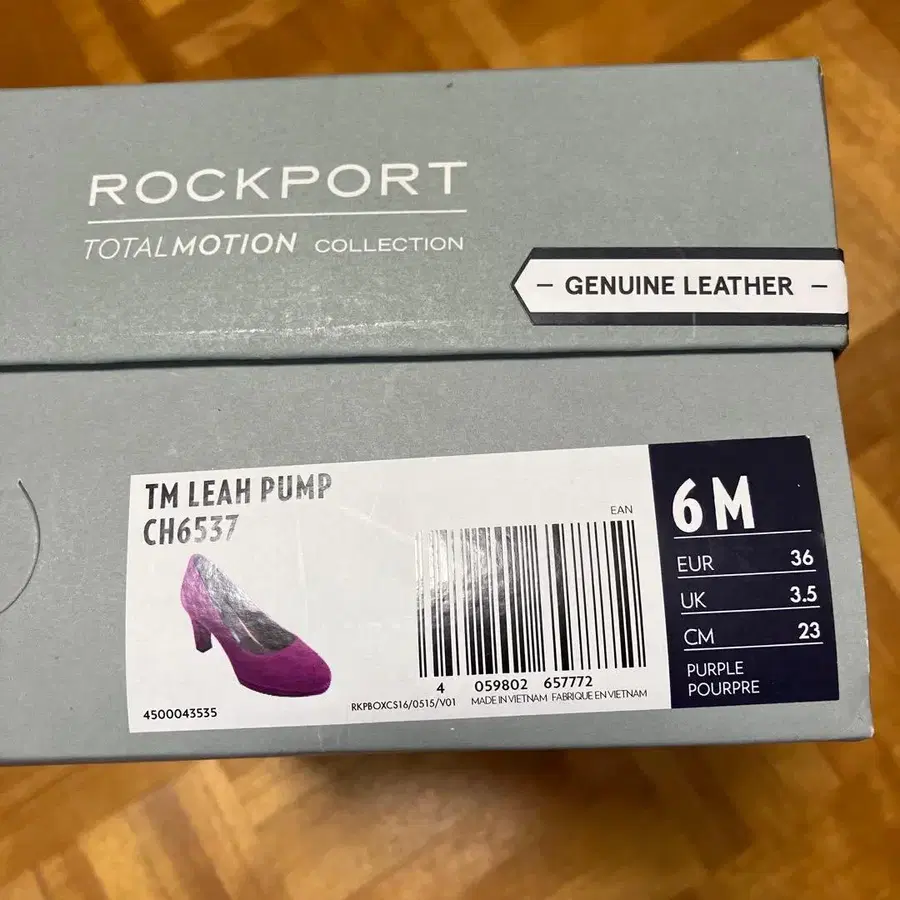 ROCKPORT
TOTALMOTION COLLECTION
– GENUINE LEATHER –
TM LEAH PUMP
CH6537
4500043535
EAN
4 059802 657772
RKPBOXCS16/0515/V01 MADE IN VIETNAM FABRIQUE EN VIETNAM
6 M
EUR 36
UK 3.5
CM 23
PURPLE
POURPRE